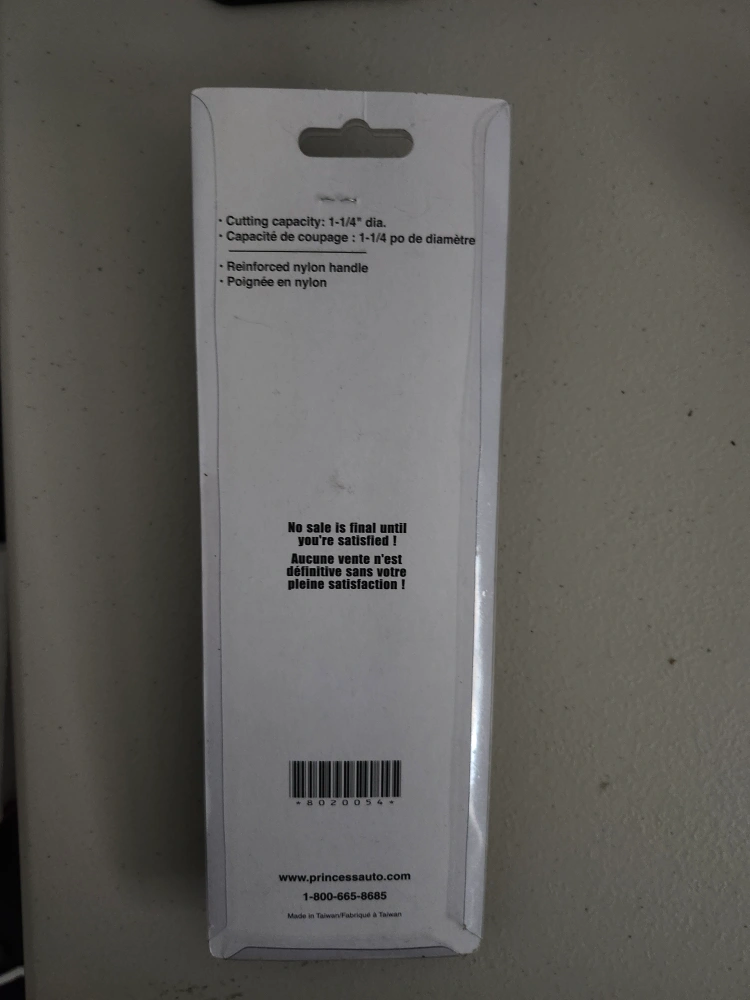 · Cutting capacity: 1-1/4" dia.
· Capacité de coupage : 1-1/4 po de diamètre
· Reinforced nylon handle
· Poignée en nylon
No sale is final until
you're satisfied !
Aucune vente n'est
définitive sans votre
pleine satisfaction !
*8020054*
www.princessauto.com
1-800-665-8685
Made in Taiwan/Fabriqué à Taiwan